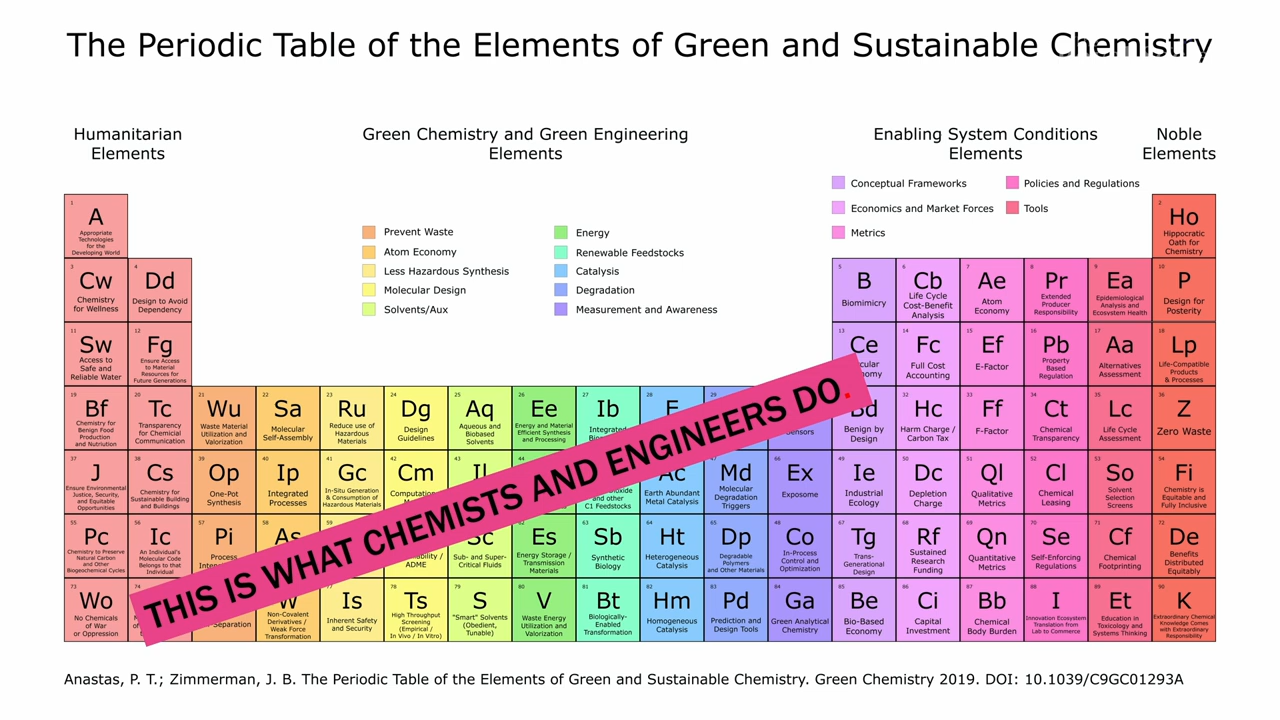 The Periodic Table of the Elements of Green and Sustainable Chemistry
Humanitarian
Elements
Green Chemistry and Green Engineering
Elements
Enabling System Conditions
Elements
Noble
Elements
Conceptual Frameworks
Policies and Regulations
Economics and Market Forces
Tools
Metrics
Prevent Waste
Energy
Atom Economy
Renewable Feedstocks
Less Hazardous Synthesis
Catalysis
Molecular Design
Degradation
Solvents/Aux
Measurement and Awareness
1
A
Appropriate
Technologies
for the
Developing World
2
Ho
Hippocratic
Oath for
Chemistry
3
Cw
Chemistry
for Wellness
4
Dd
Design to Avoid
Dependency
5
B
Biomimicry
6
Cb
Life Cycle
Cost-Benefit
Analysis
7
Ae
Atom
Economy
8
Pr
Extended
Producer
Responsibility
9
Ea
Epidemiological
Analysis and
Ecosystem Health
10
P
Design for
Posterity
11
Sw
Access to
Safe and
Reliable Water
12
Fg
Ensure Access
to Material
Resources for
Future Generations
13
Ce
14
Fc
Full Cost
Accounting
15
Ef
E-Factor
16
Pb
Property
Based
Regulation
17
Aa
Alternatives
Assessment
18
Lp
Life-Compatible
Products
& Processes
19
Bf
Chemistry for
Benign Food
Production
and Nutrition
20
Tc
Transparency
for Chemical
Communication
21
Wu
Waste Material
Utilization and
Valorization
22
Sa
Molecular
Self-Assembly
23
Ru
Reduce use of
Hazardous
Materials
24
Dg
Design
Guidelines
25
Aq
Aqueous and
Biobased
Solvents
26
Ee
Energy and Material
Efficient Synthesis
and Processing
27
Ib
Integrated
28
29
Sensors
Bd
Benign by
Design
32
Hc
Harm Charge /
Carbon Tax
33
Ff
F-Factor
34
Ct
Chemical
Transparency
35
Lc
Life Cycle
Assessment
36
Z
Zero Waste
37
J
Ensure Environmental
Justice, Security,
and Equitable
Opportunities
38
Cs
Chemistry for
Sustainable Building
and Buildings
39
Op
One-Pot
Synthesis
40
Ip
Integrated
Processes
41
Gc
In-Situ Generation
& Consumption of
Hazardous Materials
42
Cm
43
Il
44
and other
C1 Feedstocks
Ac
Earth Abundant
Metal Catalysis
47
Md
Molecular
Degradation
Triggers
48
Ex
Exposome
49
Ie
Industrial
Ecology
50
Dc
Depletion
Charge
51
Ql
Qualitative
Metrics
52
Cl
Chemical
Leasing
53
So
Solvent
Selection
Screens
54
Fi
Chemistry is
Equitable and
Fully Inclusive
55
Pc
Chemistry to Preserve
Natural Carbon
and Other
Biogeochemical Cycles
56
Ic
An Individual's
Molecular Code
Belongs to that
Individual
57
Pi
Process
58
As
59
ADME
Sc
Sub- and Super-
Critical Fluids
62
Es
Energy Storage /
Transmission
Materials
63
Sb
Synthetic
Biology
64
Ht
Heterogeneous
Catalysis
65
Dp
Degradable
Polymers
and Other Materials
66
Co
In-Process
Control and
Optimization
67
Tg
Trans-
Generational
Design
68
Rf
Sustained
Research
Funding
69
Qn
Quantitative
Metrics
70
Se
Self-Enforcing
Regulations
71
Cf
Chemical
Footprinting
72
De
Benefits
Distributed
Equitably
73
Wo
No Chemicals
of War
or Oppression
74
Separation
W
Non-Covalent
Derivatives /
Weak Force
Transformation
Is
Inherent Safety
and Security
78
Ts
High Throughput
Screening
(Empirical /
In Vivo / In Vitro)
79
S
"Smart" Solvents
(Obedient,
Tunable)
80
V
Waste Energy
Utilization and
Valorization
81
Bt
Biologically-
Enabled
Transformation
82
Hm
Homogeneous
Catalysis
83
Pd
Prediction and
Design Tools
84
Ga
Green Analytical
Chemistry
85
Be
Bio-Based
Economy
86
Ci
Capital
Investment
87
Bb
Chemical
Body Burden
88
I
Innovation Ecosystem
Translation from
Lab to Commerce
89
Et
Education in
Toxicology and
Systems Thinking
90
K
Extraordinary Chemical
Knowledge Comes
with Extraordinary
Responsibility
THIS IS WHAT CHEMISTS AND ENGINEERS DO.
Anastas, P. T.; Zimmerman, J. B. The Periodic Table of the Elements of Green and Sustainable Chemistry. Green Chemistry 2019. DOI: 10.1039/C9GC01293A